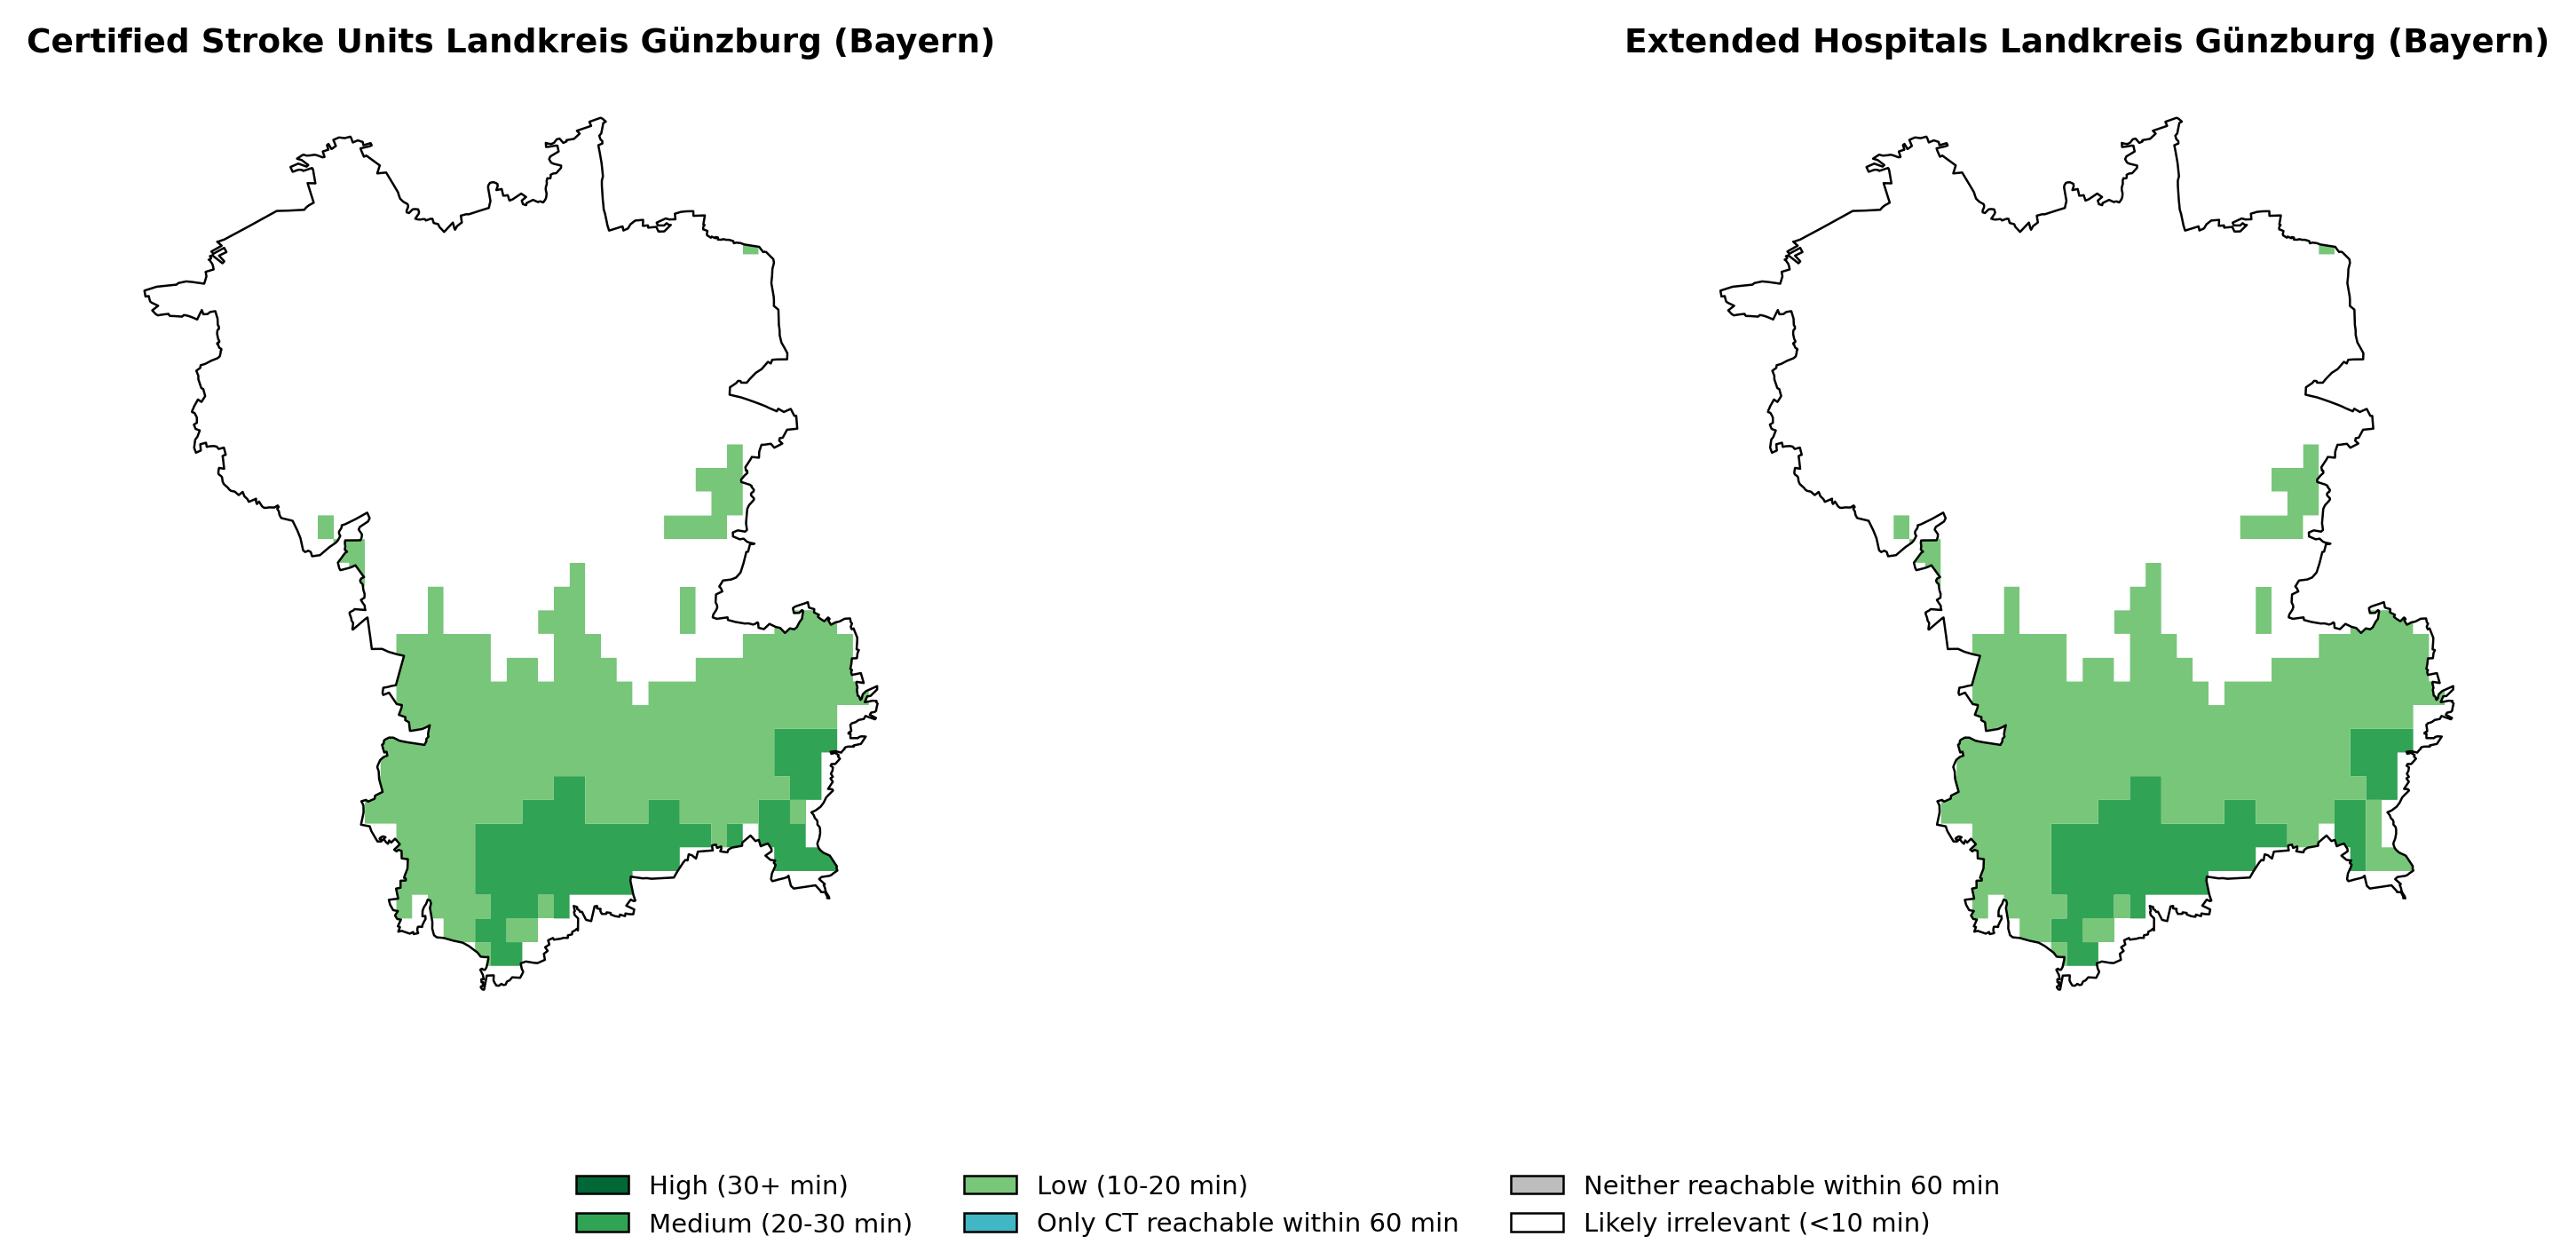 Certified Stroke Units Landkreis Günzburg (Bayern)
Extended Hospitals Landkreis Günzburg (Bayern)
High (30+ min)
Medium (20-30 min)
Low (10-20 min)
Only CT reachable within 60 min
Neither reachable within 60 min
Likely irrelevant (<10 min)